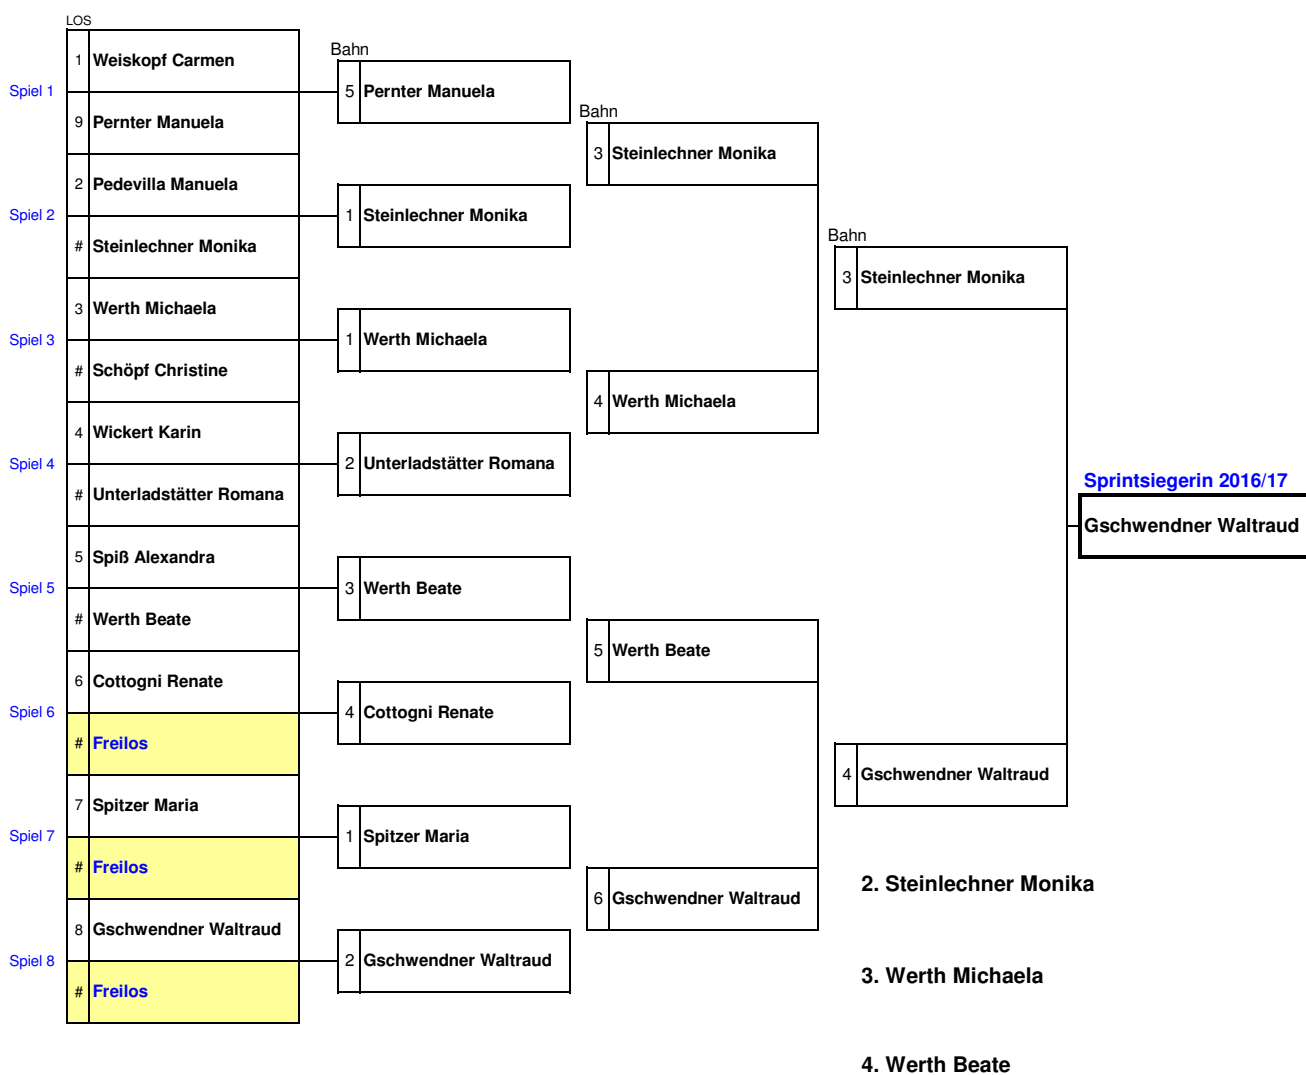 LOS
1 Weiskopf Carmen
Spiel 1
9 Pernter Manuela
2 Pedevilla Manuela
Spiel 2
# Steinlechner Monika
3 Werth Michaela
Spiel 3
# Schöpf Christine
4 Wickert Karin
Spiel 4
# Unterladstätter Romana
5 Spiß Alexandra
Spiel 5
# Werth Beate
6 Cottogni Renate
Spiel 6
# Freilos
7 Spitzer Maria
Spiel 7
# Freilos
8 Gschwendner Waltraud
Spiel 8
# Freilos
Bahn
5 Pernter Manuela
1 Steinlechner Monika
1 Werth Michaela
2 Unterladstätter Romana
3 Werth Beate
4 Cottogni Renate
1 Spitzer Maria
2 Gschwendner Waltraud
Bahn
3 Steinlechner Monika
4 Werth Michaela
5 Werth Beate
6 Gschwendner Waltraud
Bahn
3 Steinlechner Monika
4 Gschwendner Waltraud
Sprintsiegerin 2016/17
Gschwendner Waltraud
2. Steinlechner Monika
3. Werth Michaela
4. Werth Beate